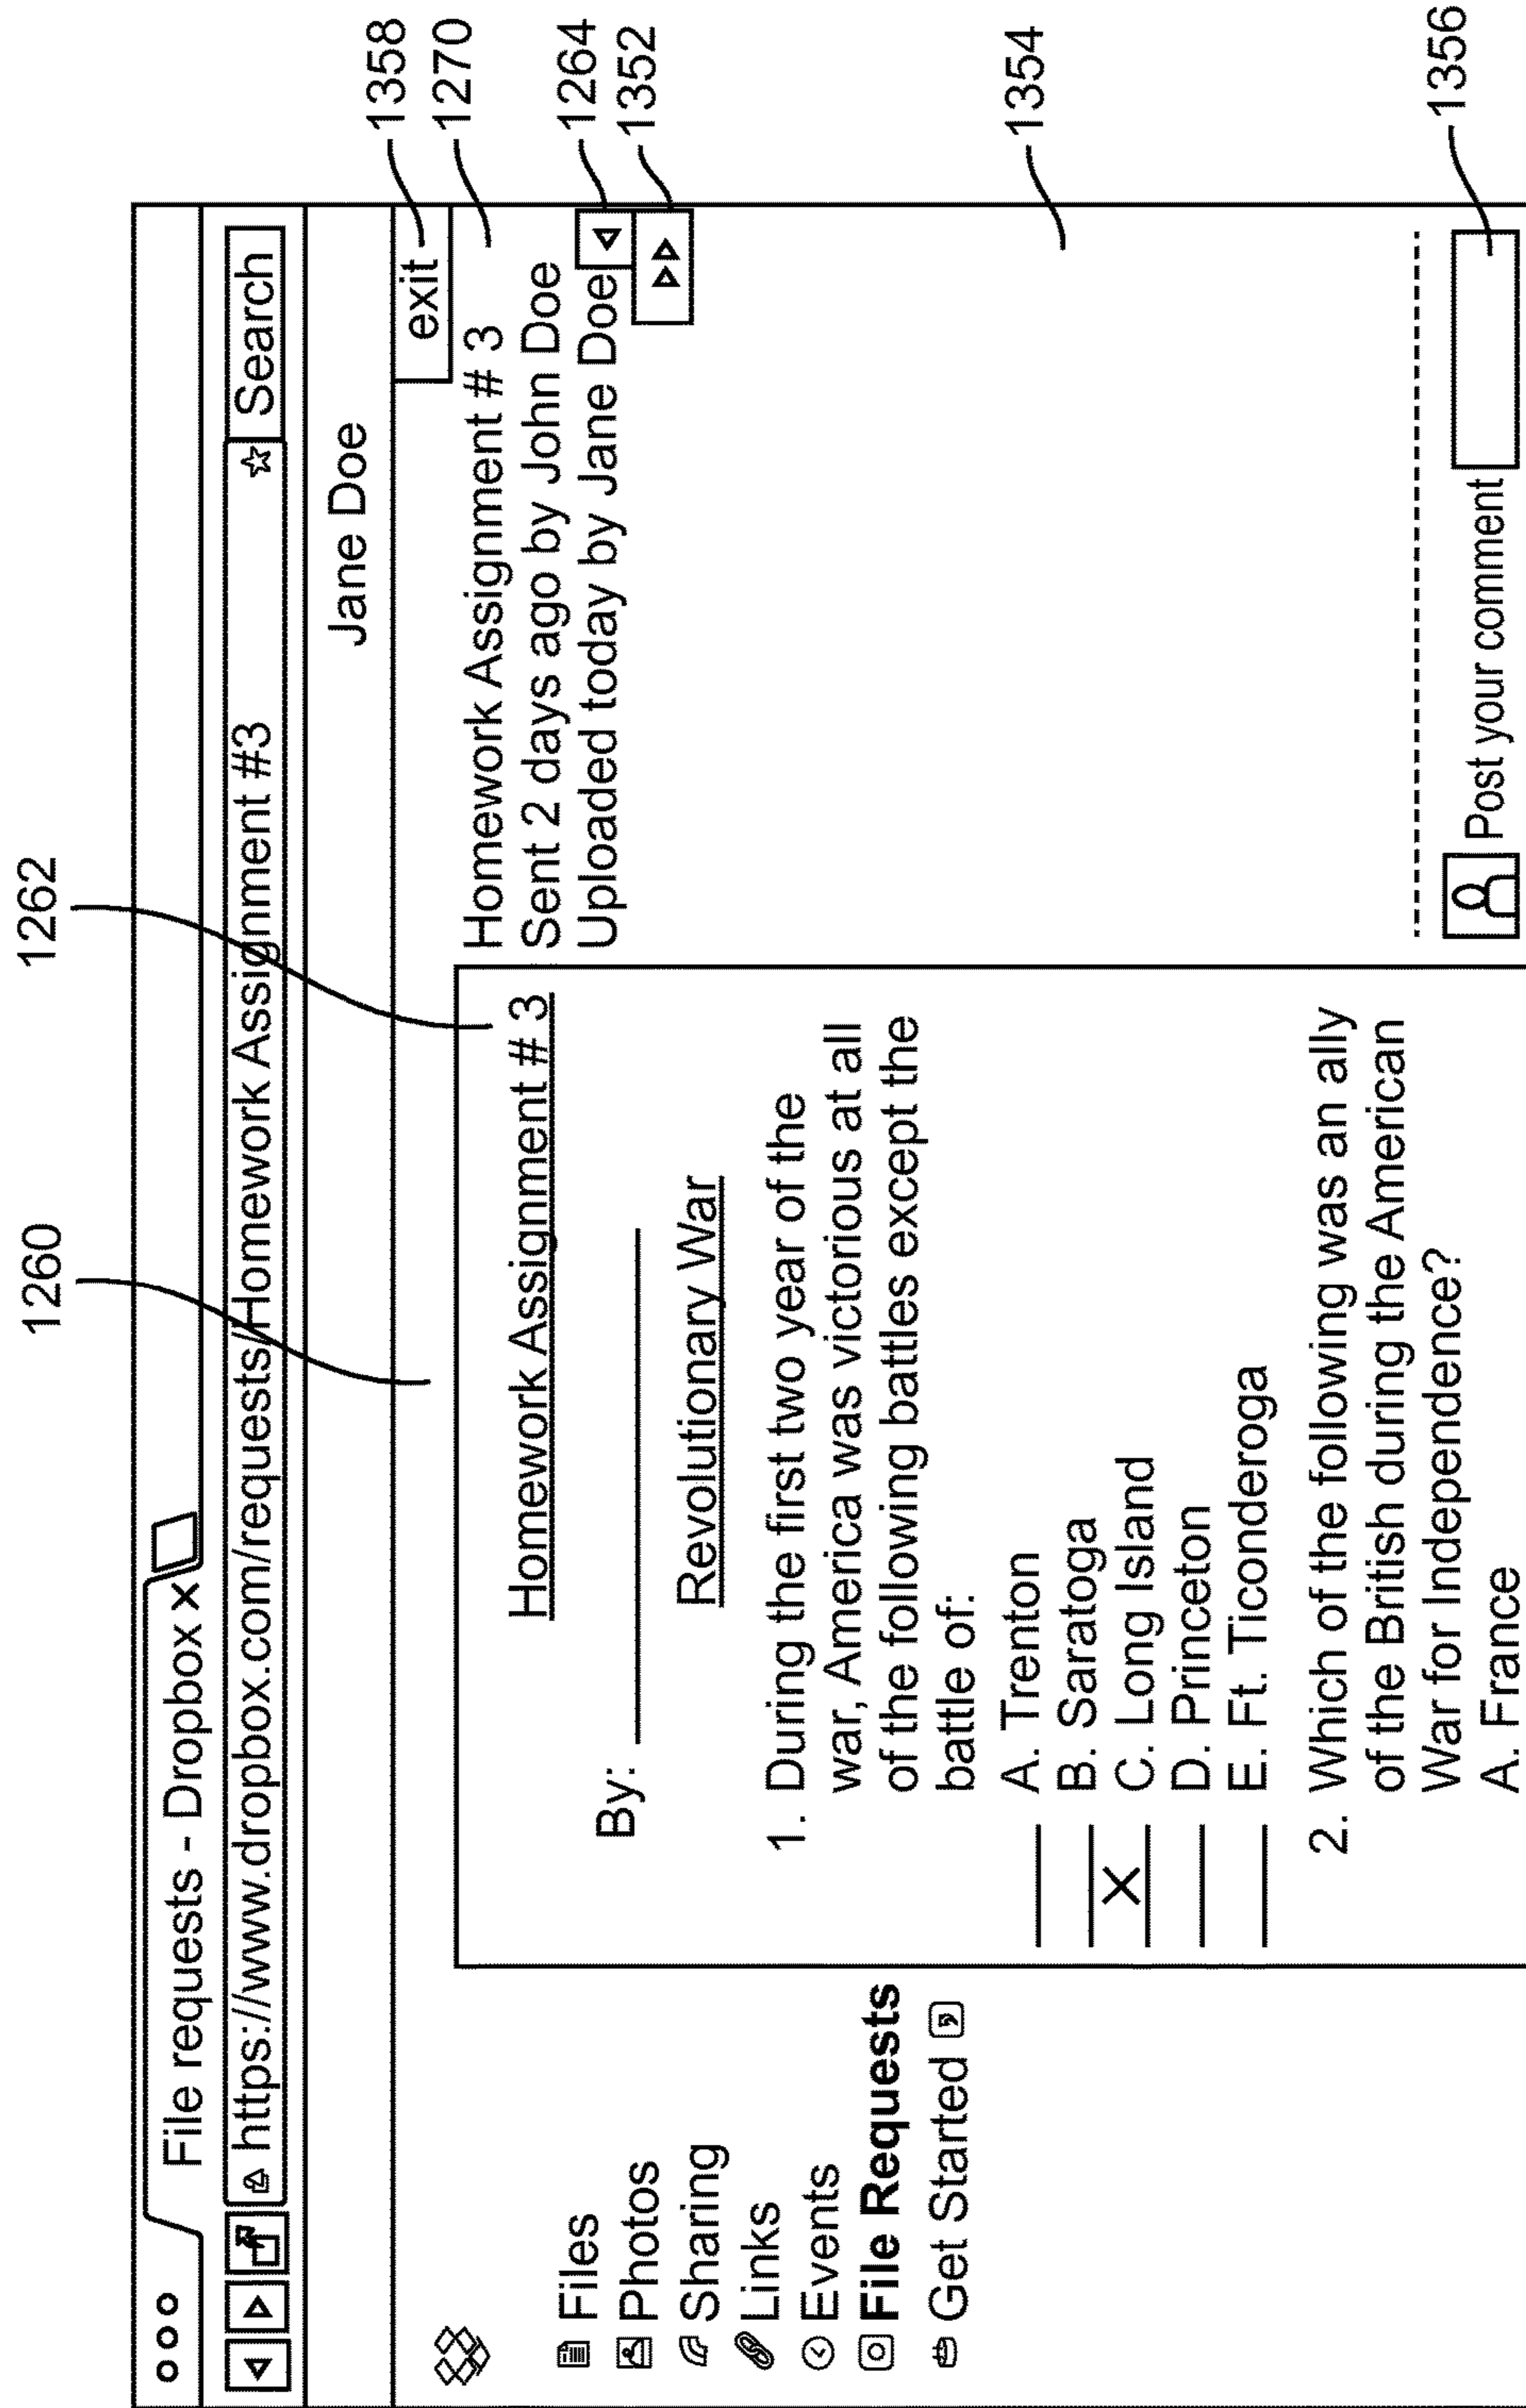 1260
1262
File requests - Dropbox X
https://www.dropbox.com/requests/Homework Assignment #3
Search
Jane Doe
exit
1358
1270
1264
1352
1354
1356
Files
Photos
Sharing
Links
Events
File Requests
Get Started
Homework Assignment # 3
By:
Revolutionary War
1. During the first two year of the
war, America was victorious at all
of the following battles except the
battle of:
A. Trenton
B. Saratoga
X C. Long Island
D. Princeton
E. Ft. Ticonderoga
2. Which of the following was an ally
of the British during the American
War for Independence?
A. France
Homework Assignment # 3
Sent 2 days ago by John Doe
Uploaded today by Jane Doe
Post your comment